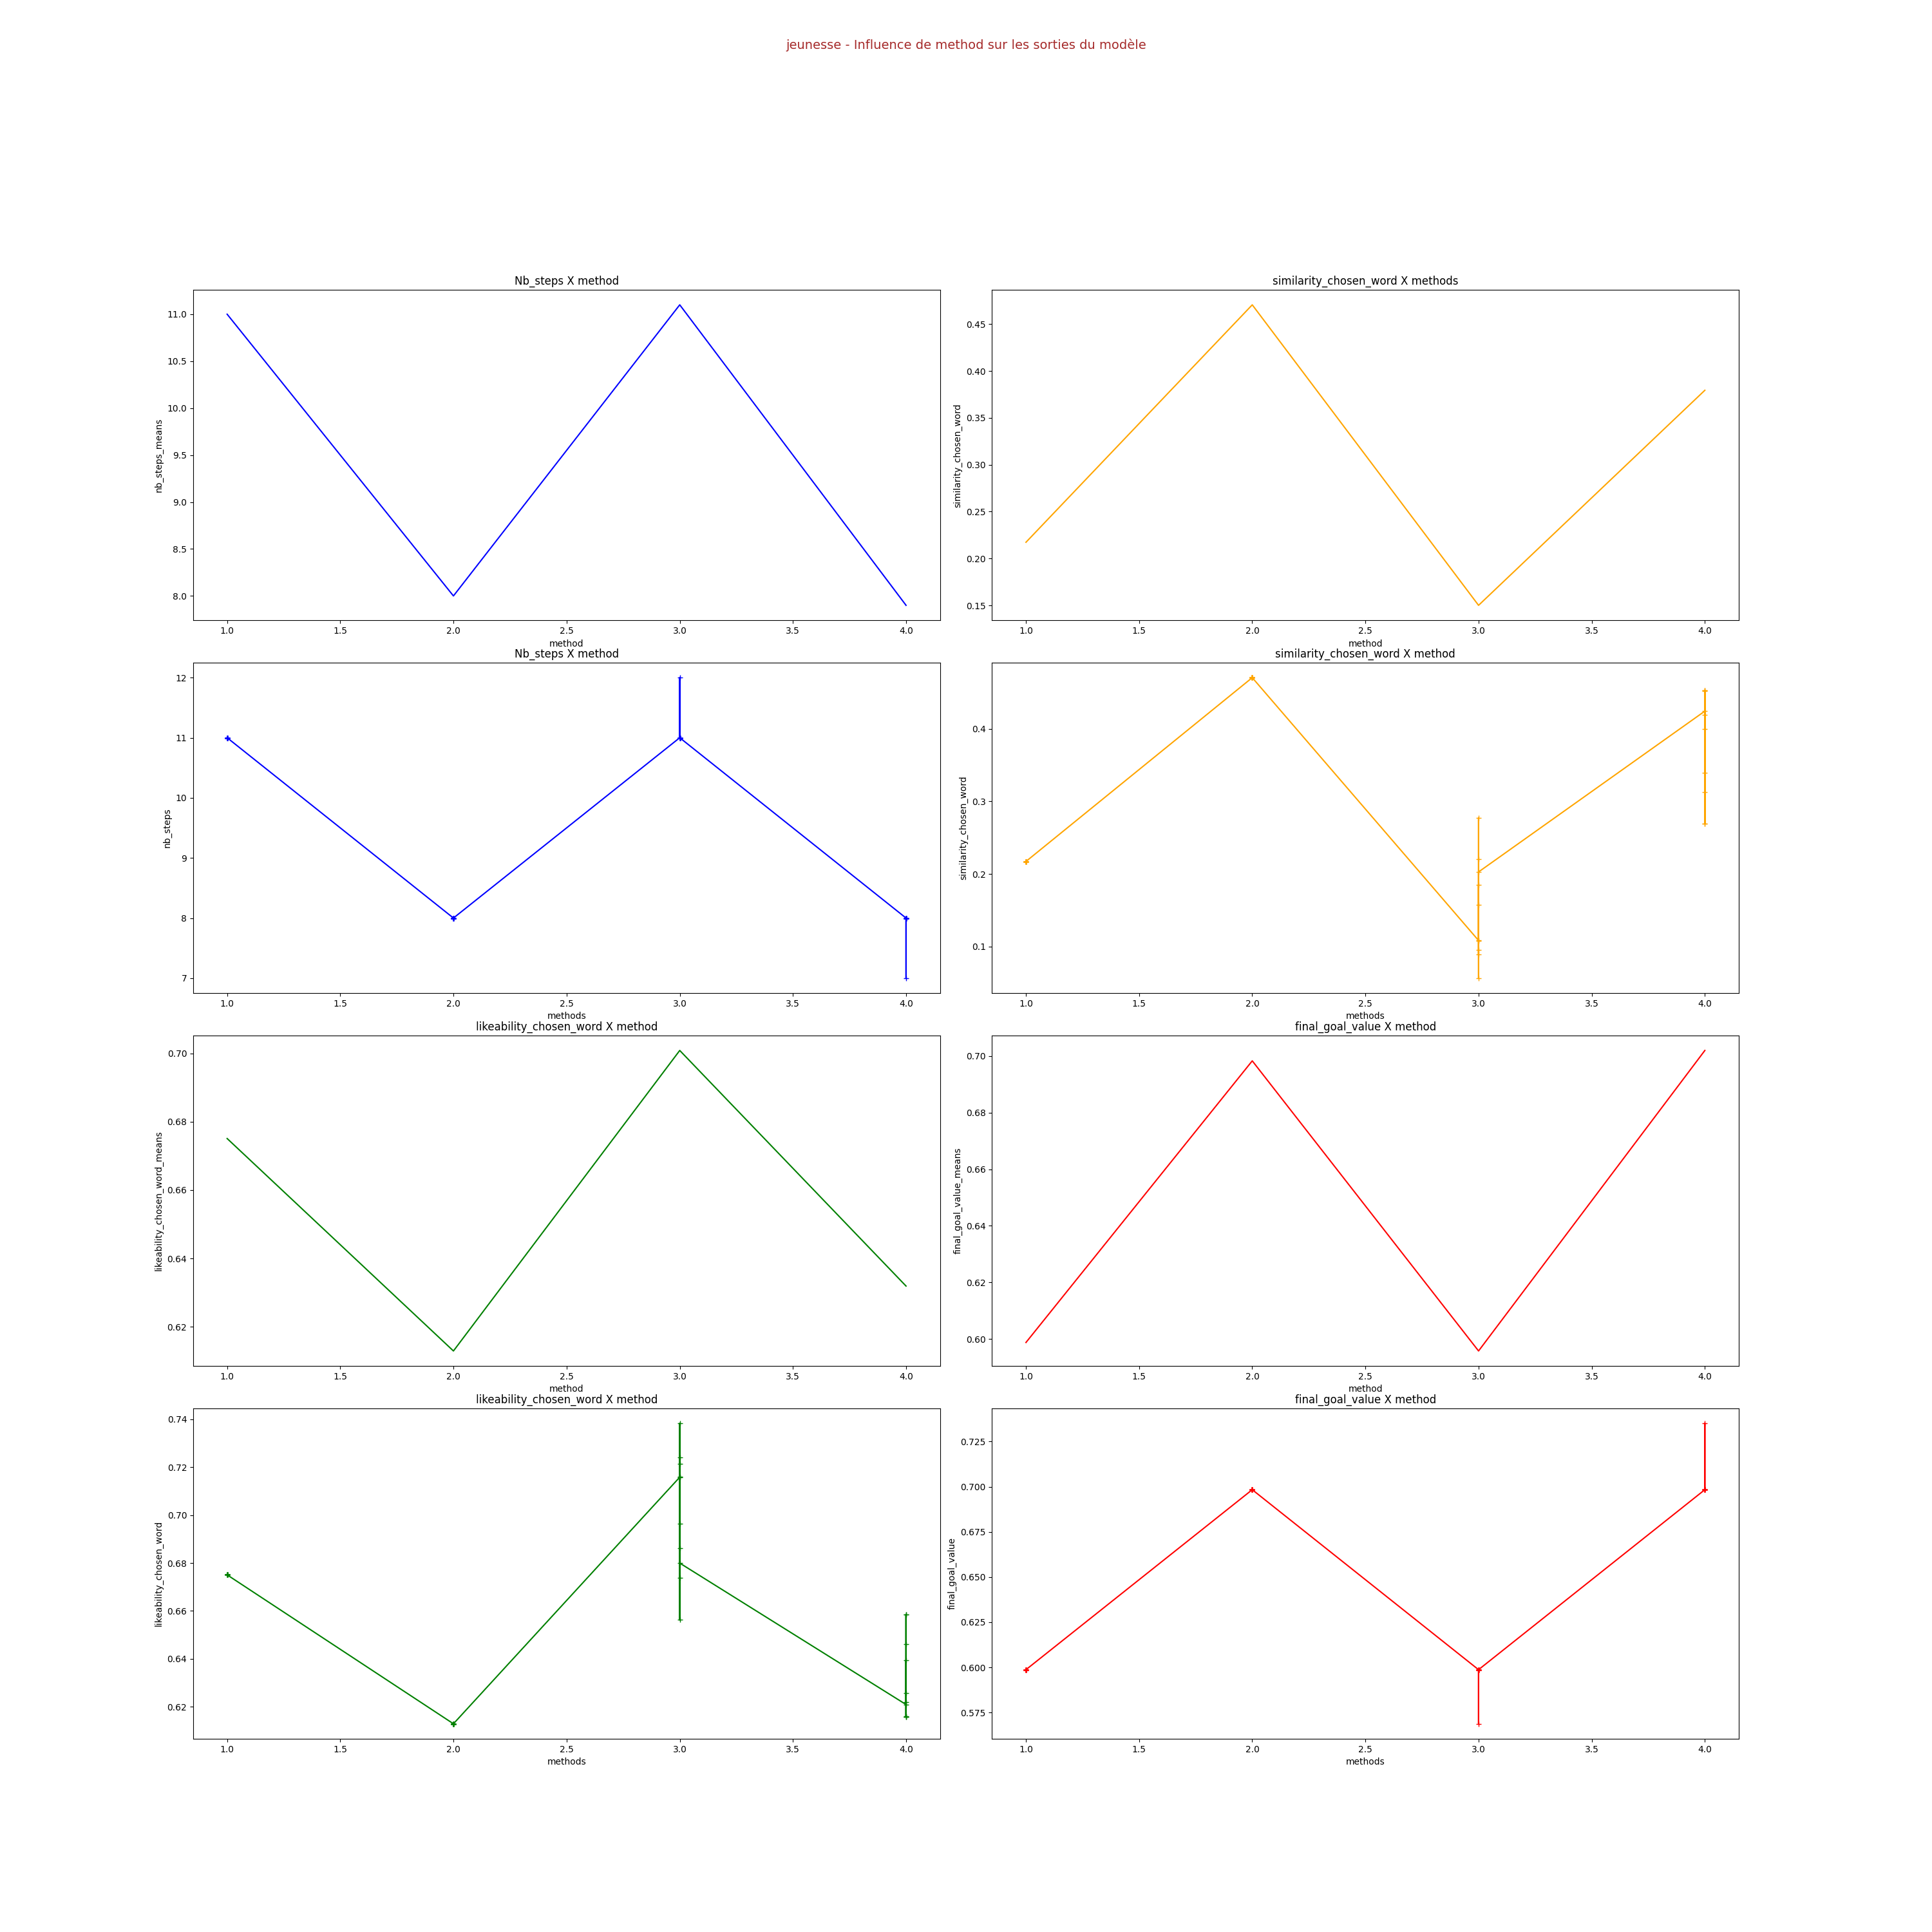 jeunesse - Influence de method sur les sorties du modèle
Nb_steps X method
nb_steps_means
11.0
10.5
10.0
9.5
9.0
8.5
8.0
1.0 1.5 2.0 2.5 3.0 3.5 4.0
method
similarity_chosen_word X methods
similarity_chosen_word
0.45
0.40
0.35
0.30
0.25
0.20
0.15
1.0 1.5 2.0 2.5 3.0 3.5 4.0
method
Nb_steps X method
nb_steps
12
11
10
9
8
7
1.0 1.5 2.0 2.5 3.0 3.5 4.0
methods
similarity_chosen_word X method
similarity_chosen_word
0.4
0.3
0.2
0.1
1.0 1.5 2.0 2.5 3.0 3.5 4.0
methods
likeability_chosen_word X method
likeability_chosen_word_means
0.70
0.68
0.66
0.64
0.62
1.0 1.5 2.0 2.5 3.0 3.5 4.0
method
final_goal_value X method
final_goal_value_means
0.70
0.68
0.66
0.64
0.62
0.60
1.0 1.5 2.0 2.5 3.0 3.5 4.0
method
likeability_chosen_word X method
likeability_chosen_word
0.74
0.72
0.70
0.68
0.66
0.64
0.62
1.0 1.5 2.0 2.5 3.0 3.5 4.0
methods
final_goal_value X method
final_goal_value
0.725
0.700
0.675
0.650
0.625
0.600
0.575
1.0 1.5 2.0 2.5 3.0 3.5 4.0
methods